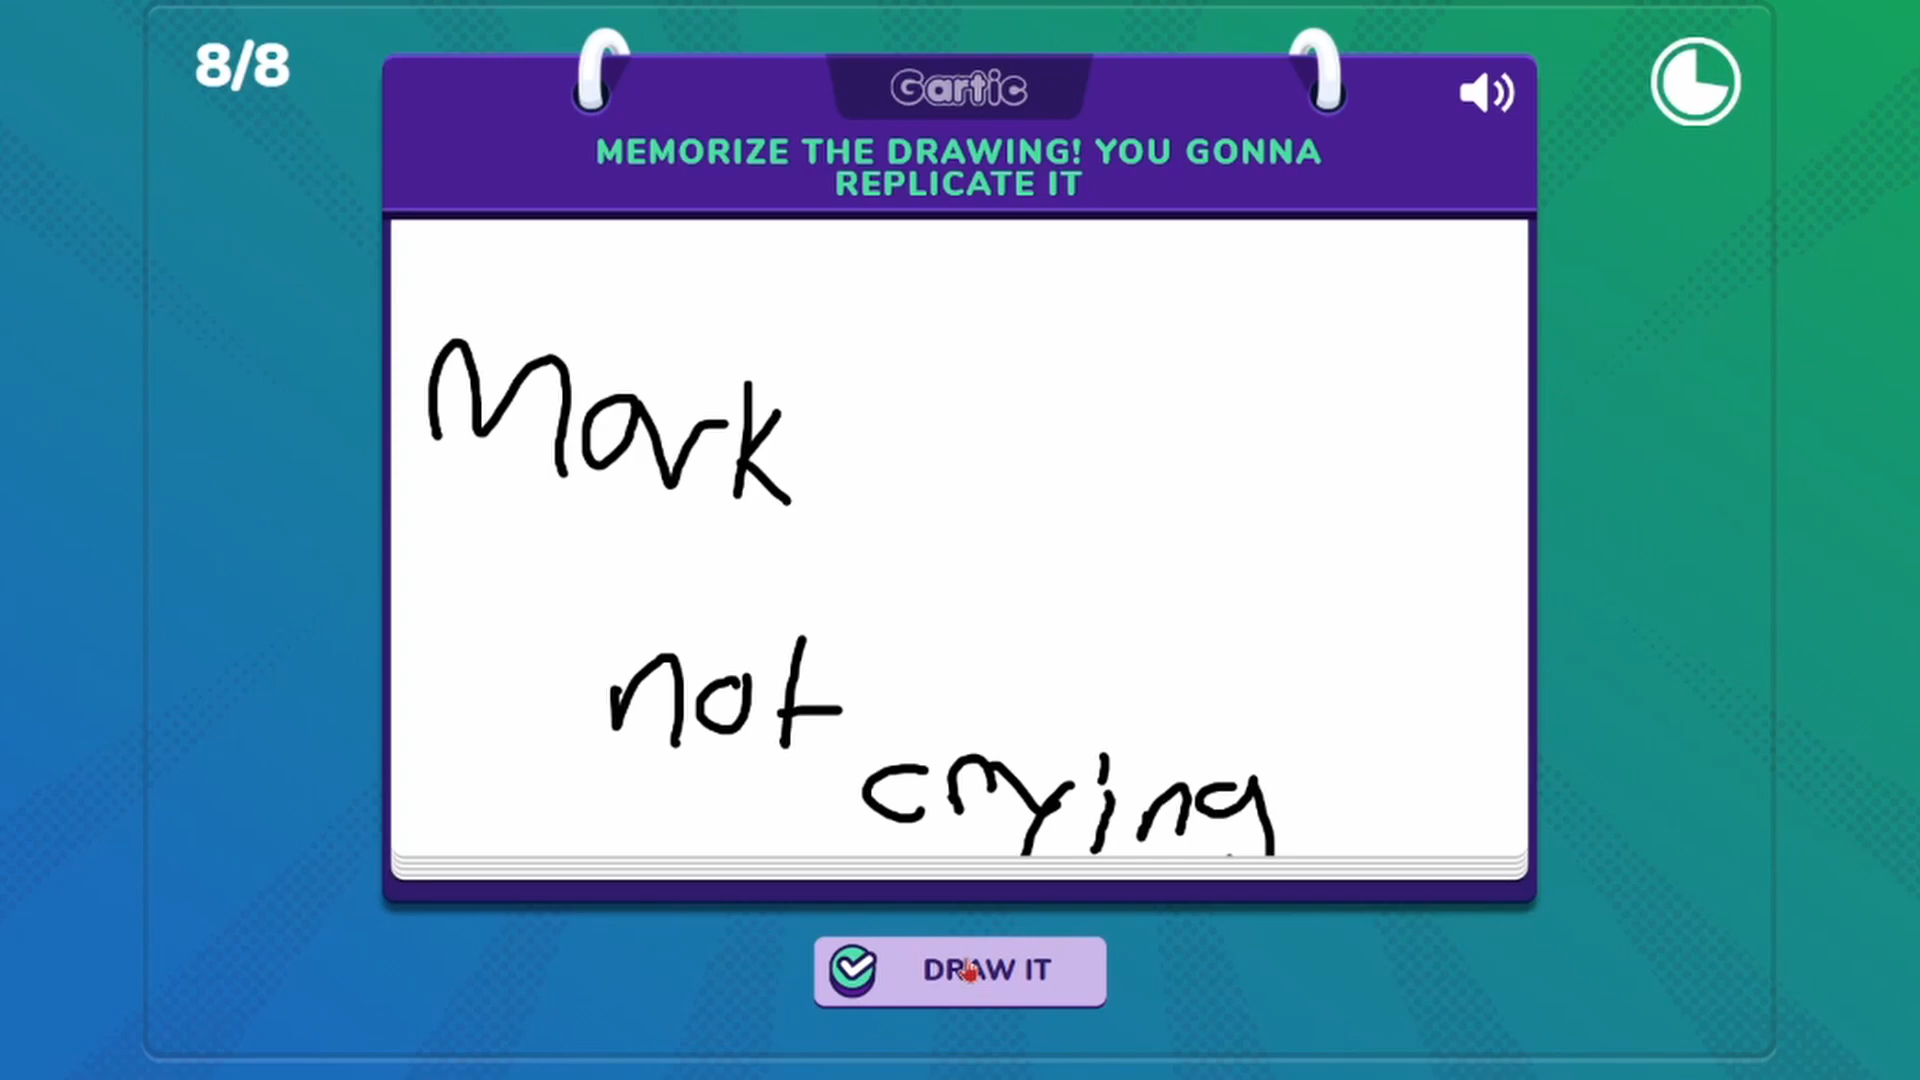 8/8
Gartic
MEMORIZE THE DRAWING! YOU GONNA
REPLICATE IT
Mark
not
crying
DRAW IT